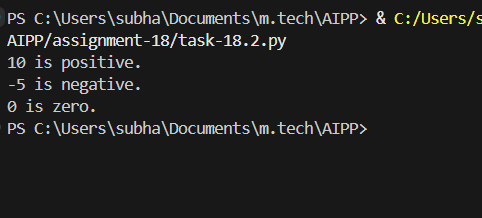 PS C:\Users\subha\Documents\m.tech\AIPP> & C:/Users/s
AIPP/assignment-18/task-18.2.py
10 is positive.
-5 is negative.
0 is zero.
PS C:\Users\subha\Documents\m.tech\AIPP>